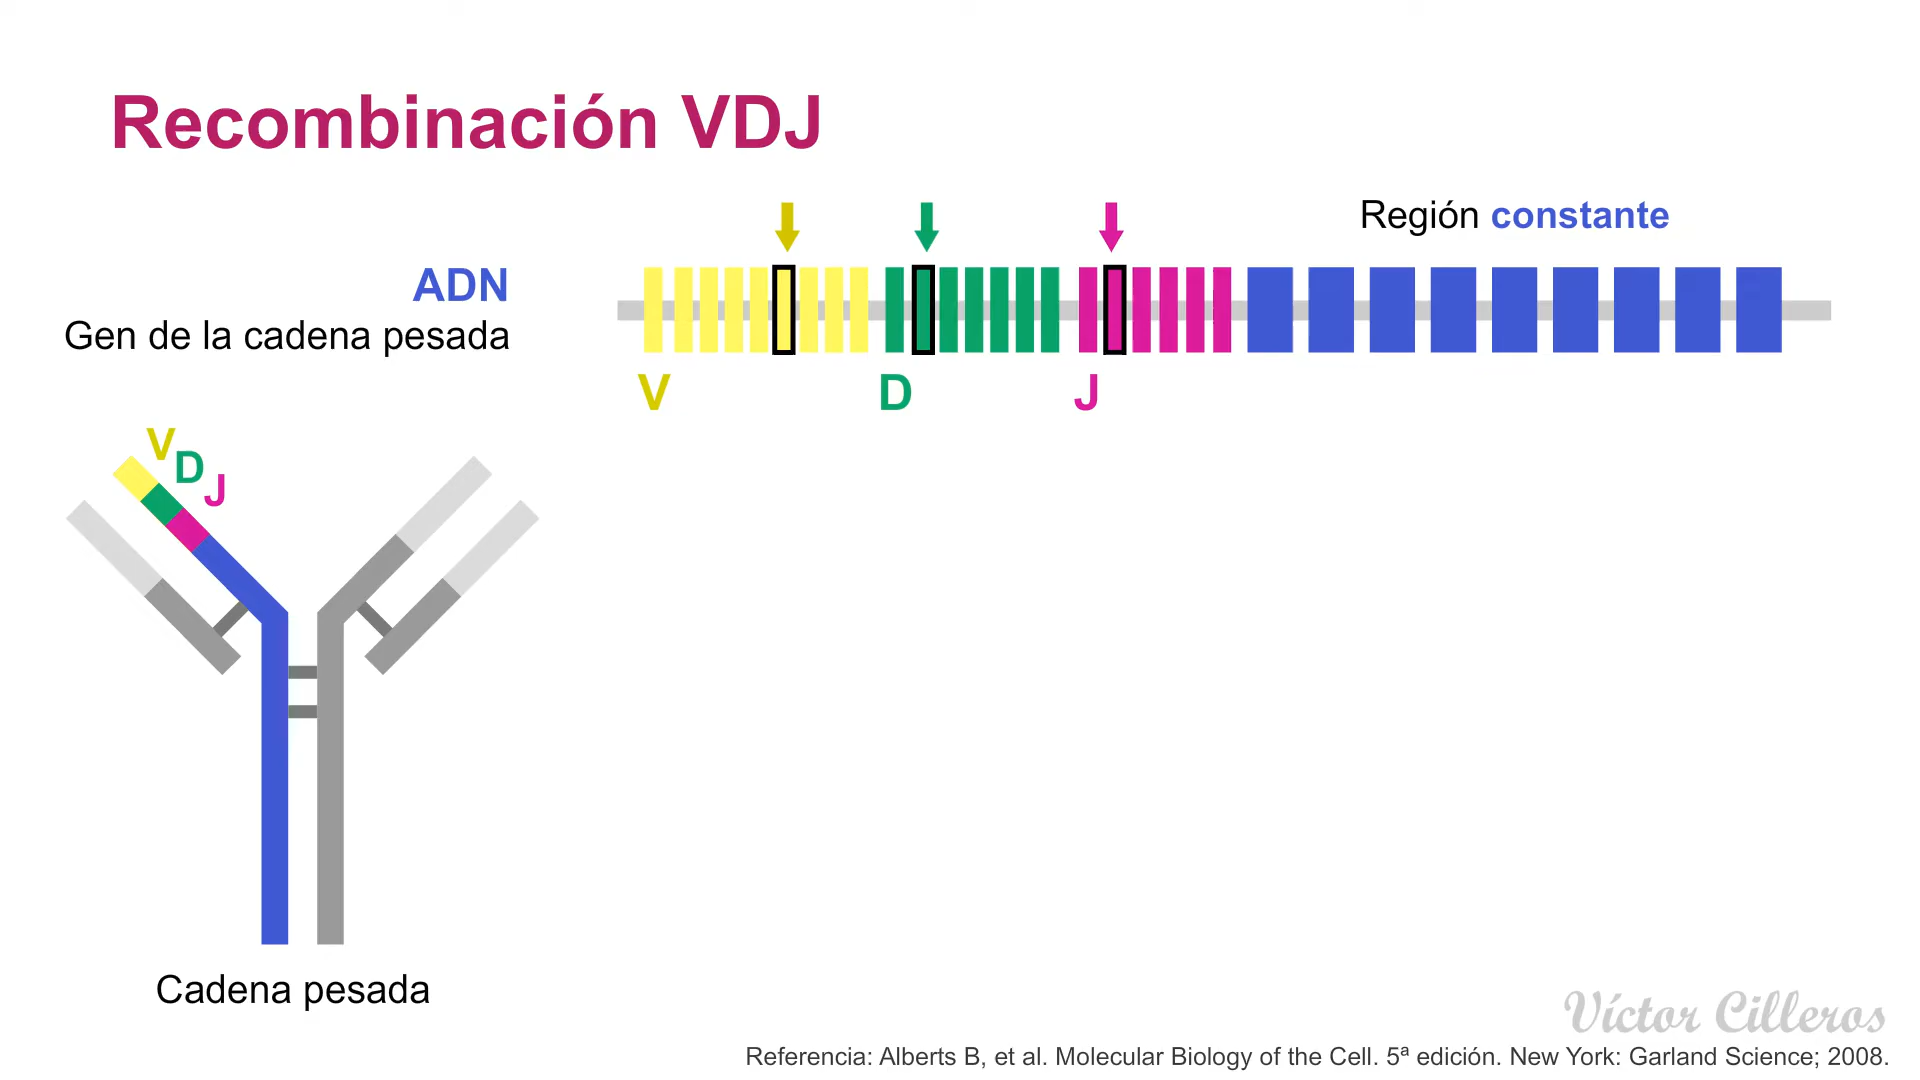 Recombinación VDJ
Región constante
ADN
Gen de la cadena pesada
V
D
J
V
D
J
Cadena pesada
Víctor Cilleros
Referencia: Alberts B, et al. Molecular Biology of the Cell. 5ª edición. New York: Garland Science; 2008.